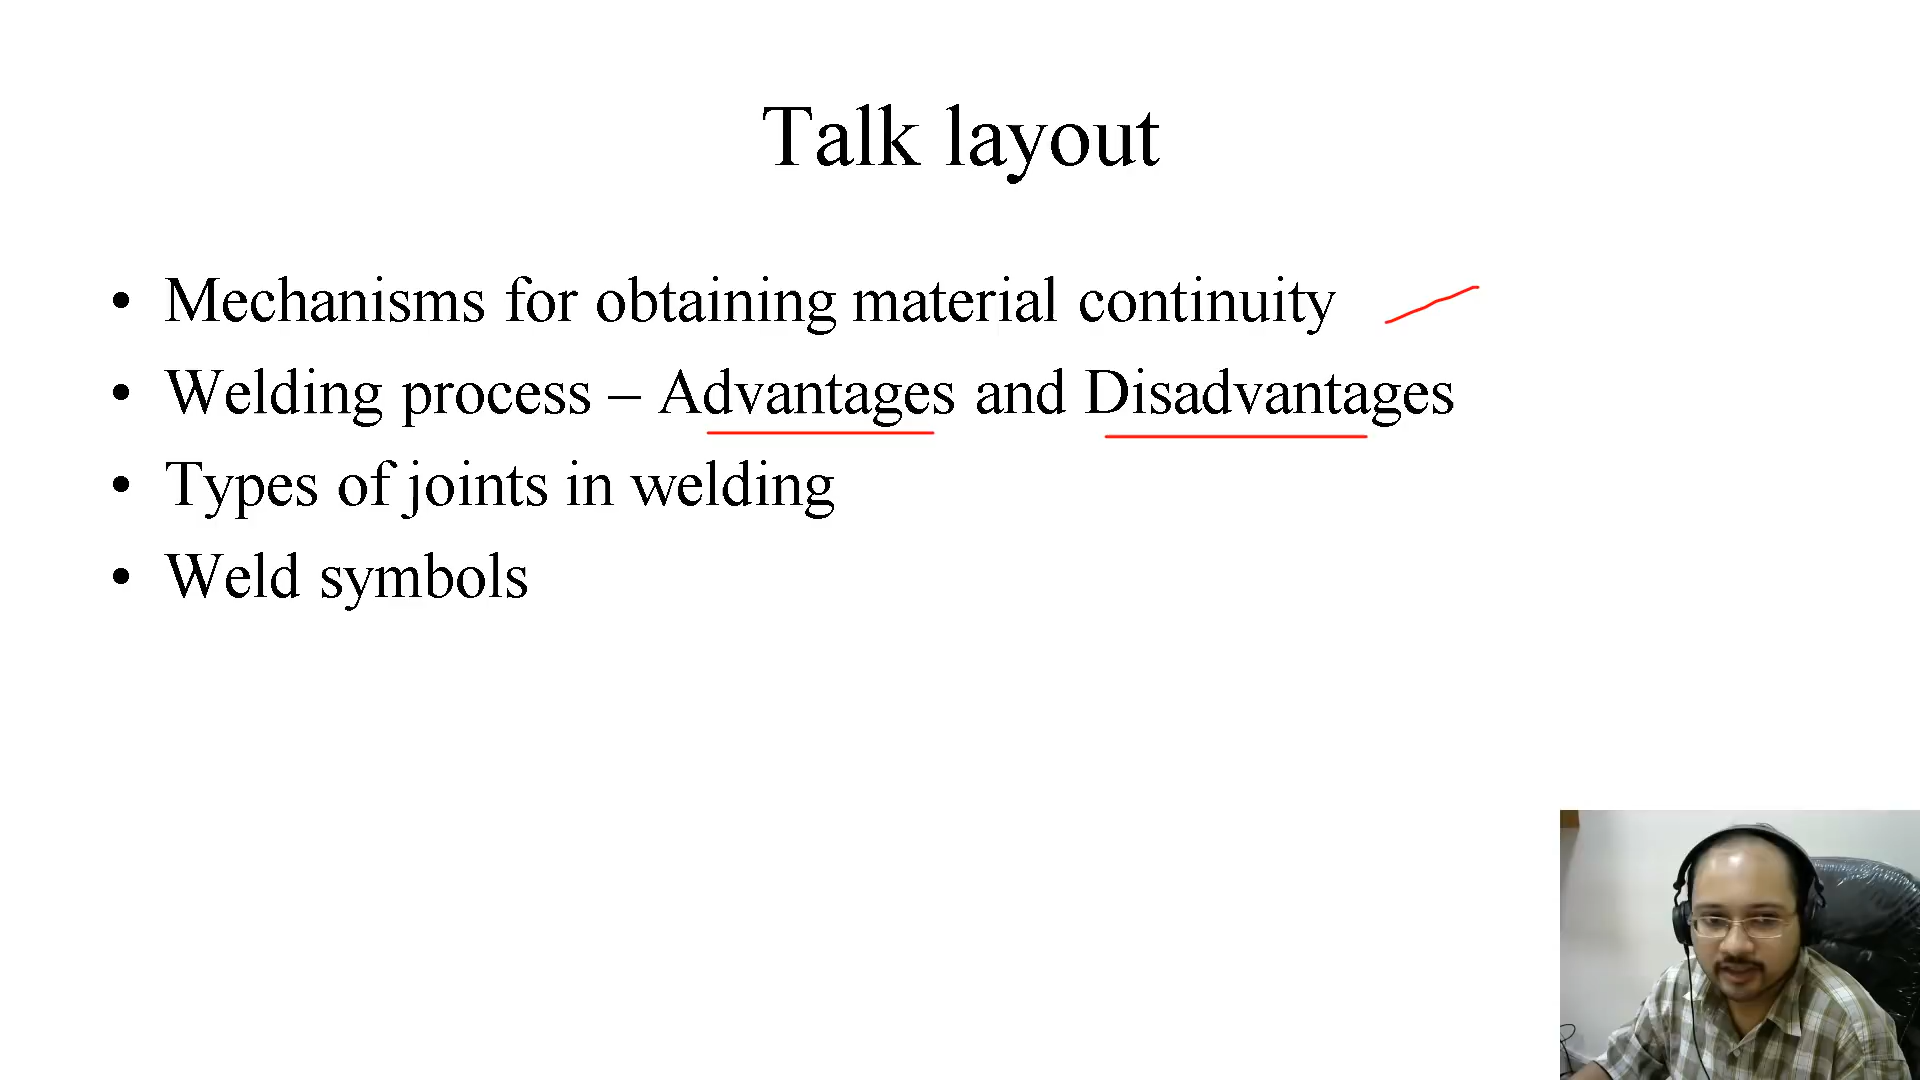 Talk layout
• Mechanisms for obtaining material continuity
• Welding process – Advantages and Disadvantages
• Types of joints in welding
• Weld symbols